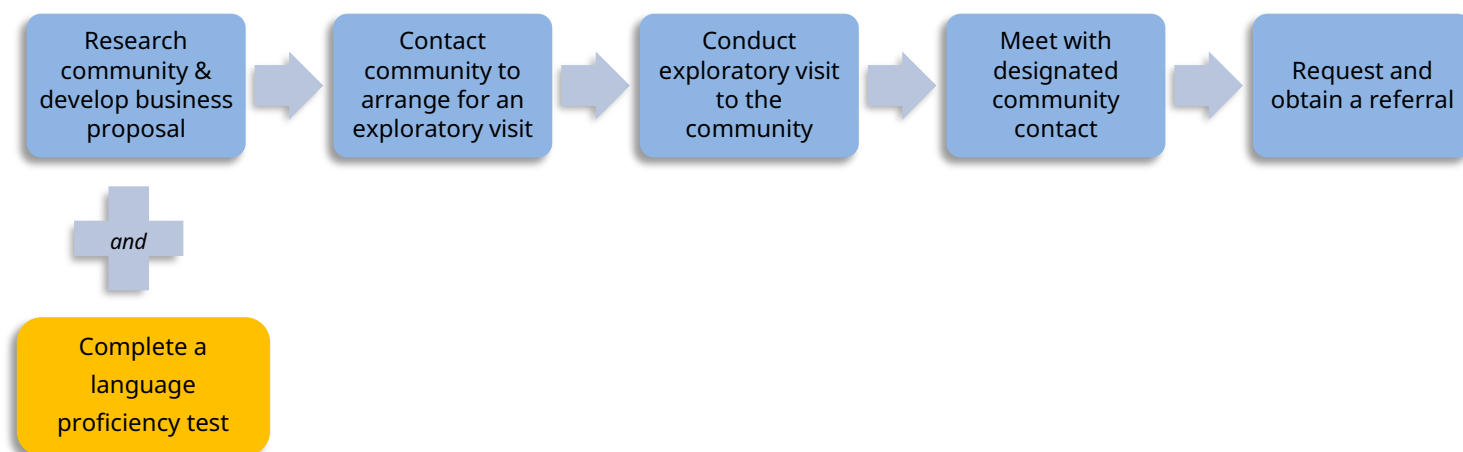 Research
community &
develop business
proposal
Contact
community to
arrange for an
exploratory visit
Conduct
exploratory visit
to the
community
Meet with
designated
community
contact
Request and
obtain a referral
and
Complete a
language
proficiency test